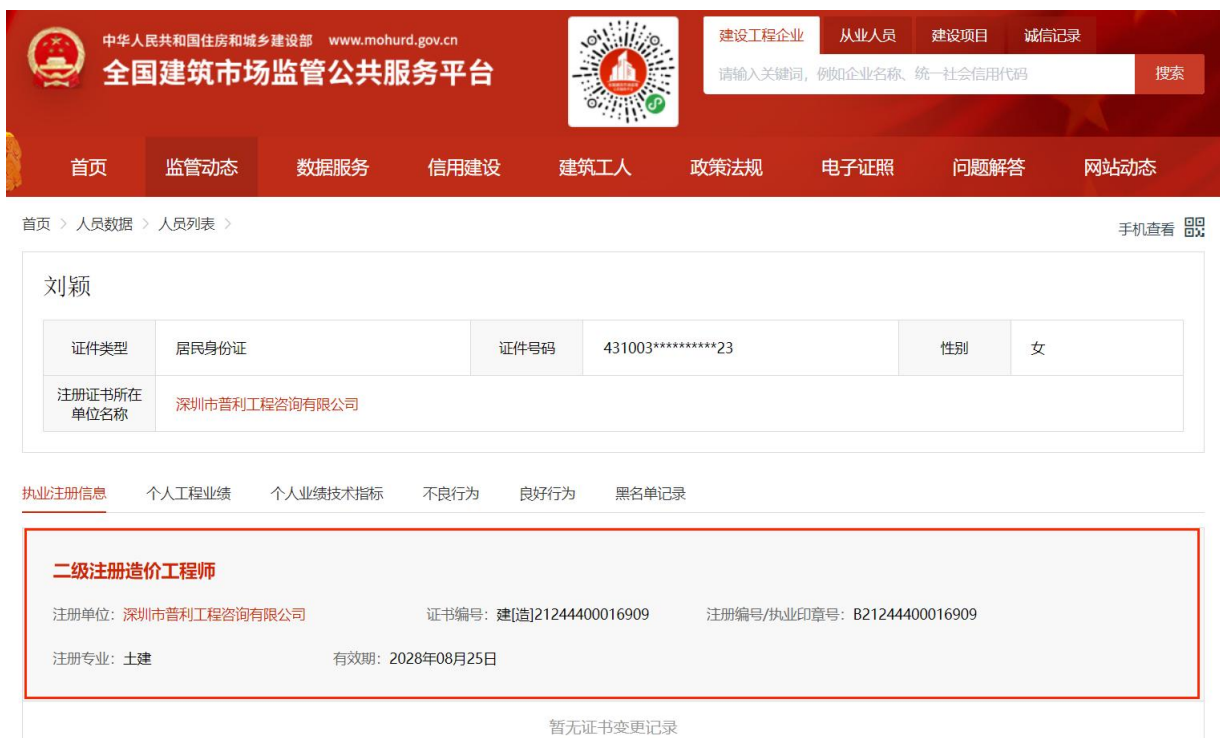 中华人民共和国住房和城乡建设部 www.mohurd.gov.cn
全国建筑市场监管公共服务平台
建设工程企业 从业人员 建设项目 诚信记录
请输入关键词，例如企业名称、统一社会信用代码 搜索
首页 监管动态 数据服务 信用建设 建筑工人 政策法规 电子证照 问题解答 网站动态
首页 > 人员数据 > 人员列表 >
手机查看
刘颖
证件类型 居民身份证 证件号码 431003**********23 性别 女
注册证书所在
单位名称
深圳市普利工程咨询有限公司
执业注册信息 个人工程业绩 个人业绩技术指标 不良行为 良好行为 黑名单记录
二级注册造价工程师
注册单位：深圳市普利工程咨询有限公司 证书编号：建[造]21244400016909 注册编号/执业印章号：B21244400016909
注册专业：土建 有效期：2028年08月25日
暂无证书变更记录